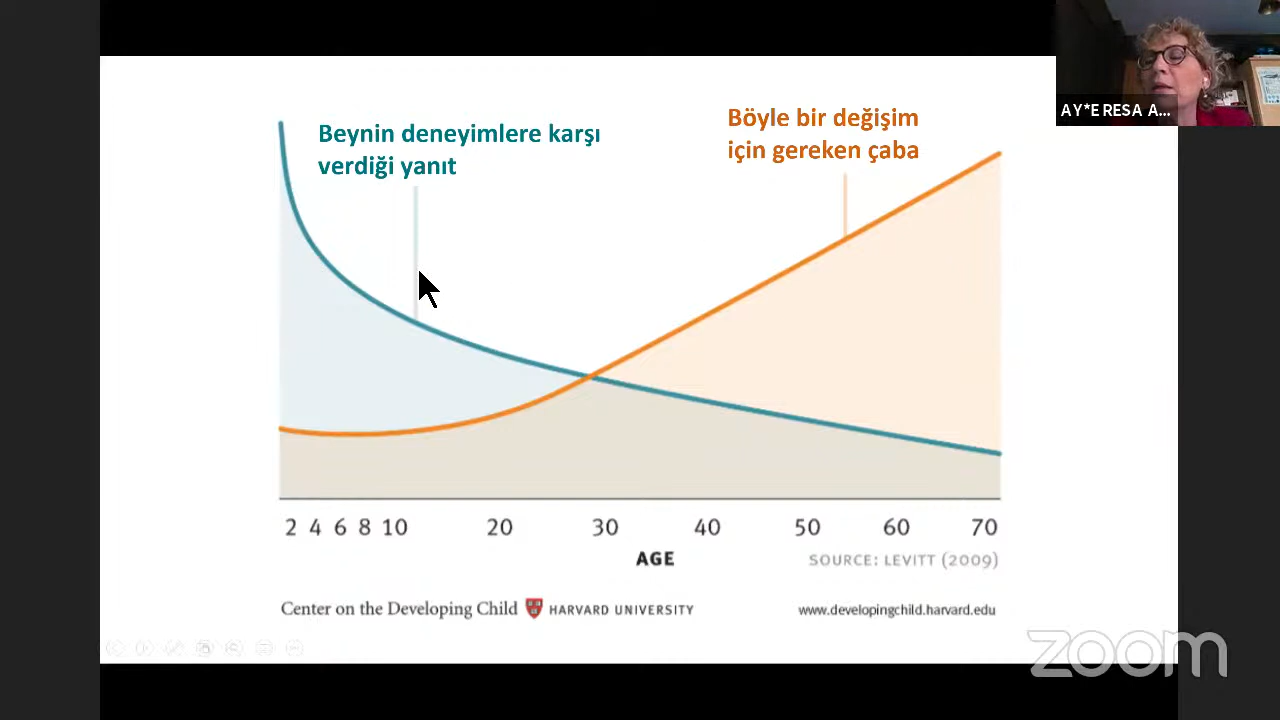 AY*E RESA A...
Beynin deneyimlere karşı
verdiği yanıt
Böyle bir değişim
için gereken çaba
2 4 6 8 10 20 30 40 50 60 70
AGE
SOURCE: LEVITT (2009)
Center on the Developing Child HARVARD UNIVERSITY
www.developingchild.harvard.edu
zoom